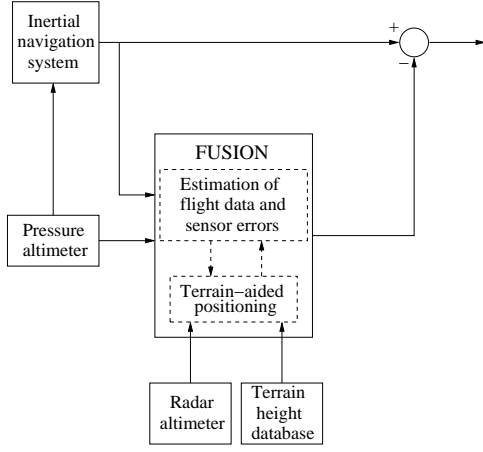 Inertial
navigation
system
+
−
FUSION
Estimation of
flight data and
sensor errors
Pressure
altimeter
Terrain−aided
positioning
Radar
altimeter
Terrain
height
database